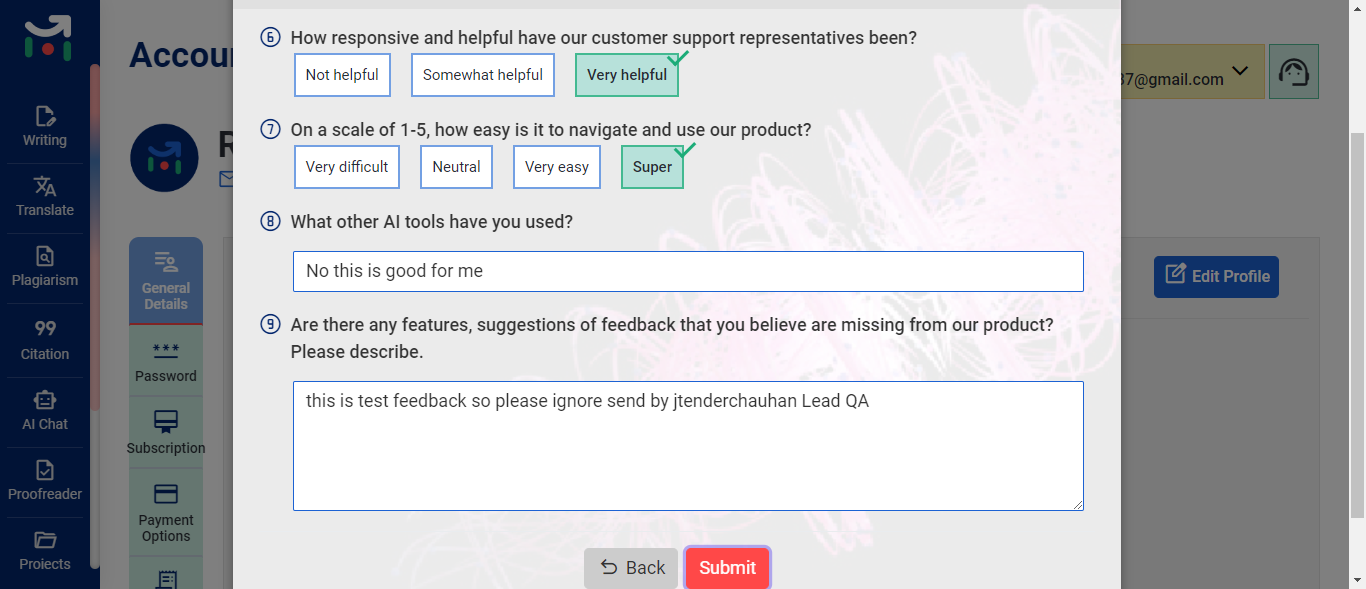 Accou
37@gmail.com
R
Writing
Translate
Plagiarism
Citation
AI Chat
Proofreader
Projects
General
Details
Password
Subscription
Payment
Options
6 How responsive and helpful have our customer support representatives been?
Not helpful Somewhat helpful Very helpful
7 On a scale of 1-5, how easy is it to navigate and use our product?
Very difficult Neutral Very easy Super
8 What other AI tools have you used?
No this is good for me
9 Are there any features, suggestions of feedback that you believe are missing from our product?
Please describe.
this is test feedback so please ignore send by jtenderchauhan Lead QA
Back Submit
Edit Profile